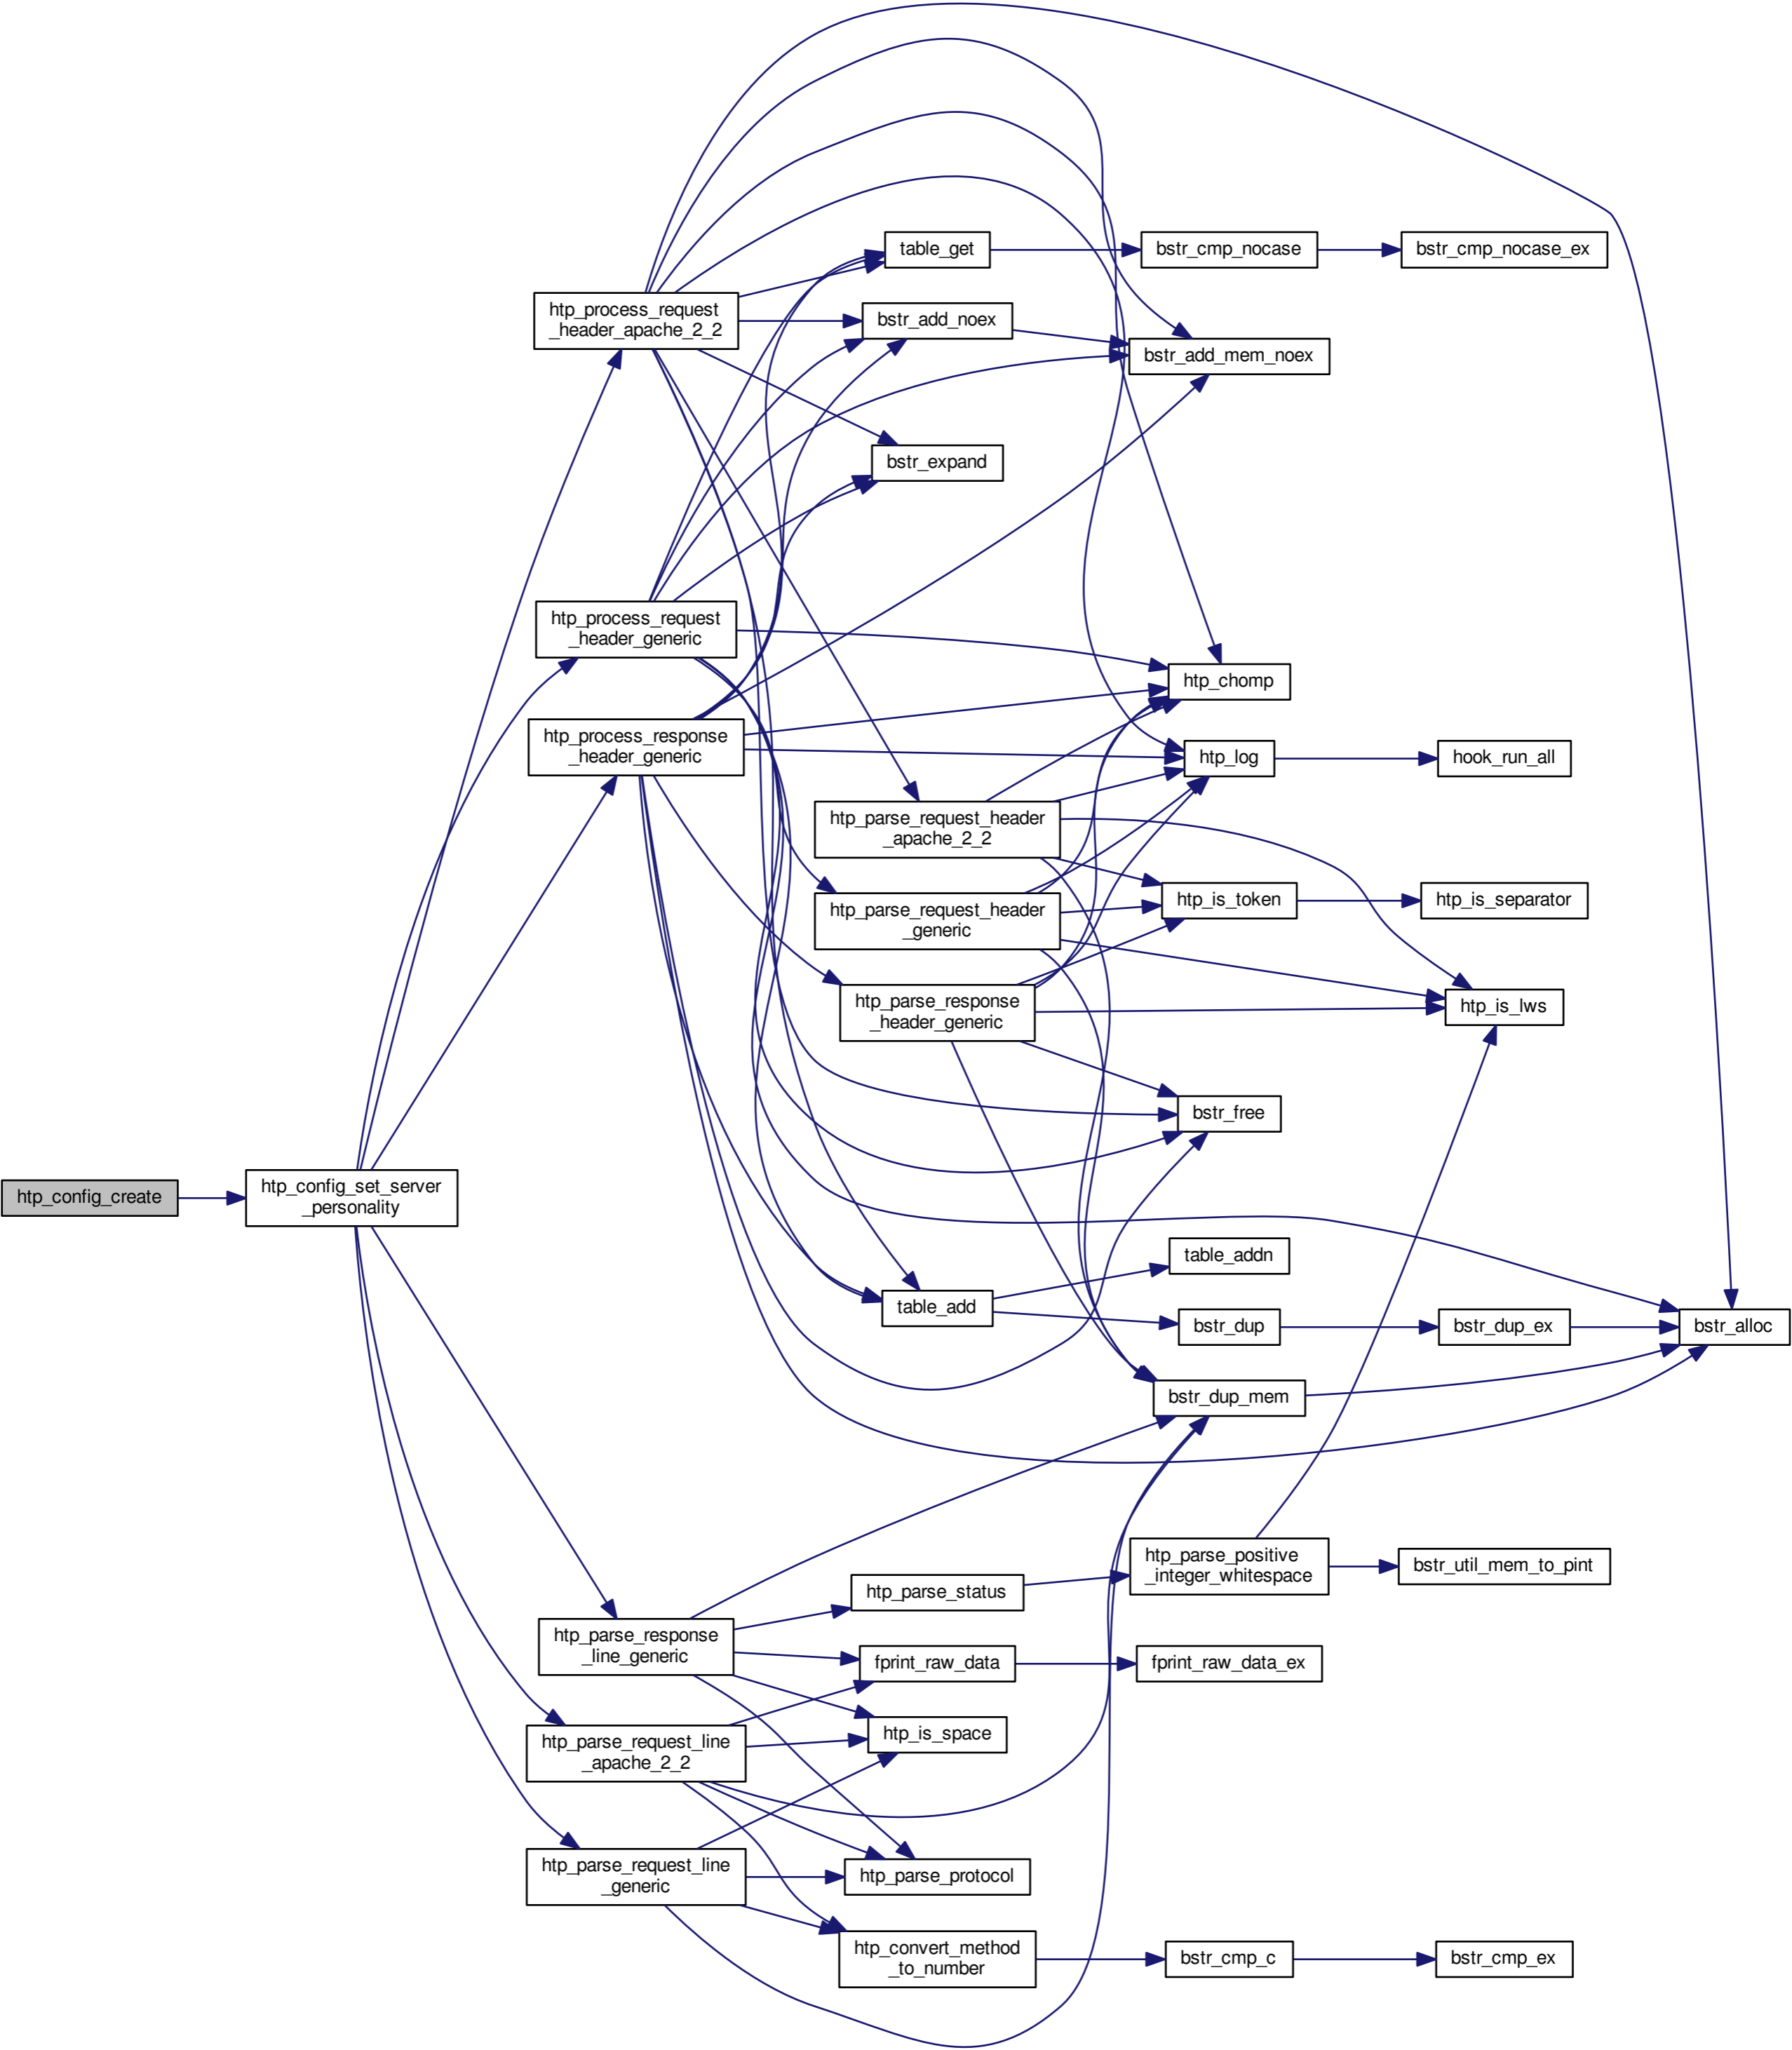 htp_config_create
htp_config_set_server
_personality
htp_process_request
_header_apache_2_2
htp_process_request
_header_generic
htp_process_response
_header_generic
htp_parse_response
_line_generic
htp_parse_request_line
_apache_2_2
htp_parse_request_line
_generic
table_get
bstr_add_noex
bstr_expand
htp_parse_request_header
_apache_2_2
htp_parse_request_header
_generic
htp_parse_response
_header_generic
table_add
htp_parse_status
fprint_raw_data
htp_is_space
htp_parse_protocol
htp_convert_method
_to_number
bstr_cmp_nocase
bstr_add_mem_noex
htp_chomp
htp_log
htp_is_token
bstr_free
table_addn
bstr_dup
bstr_dup_mem
htp_parse_positive
_integer_whitespace
fprint_raw_data_ex
bstr_cmp_c
bstr_cmp_nocase_ex
hook_run_all
htp_is_separator
htp_is_lws
bstr_dup_ex
bstr_util_mem_to_pint
bstr_cmp_ex
bstr_alloc